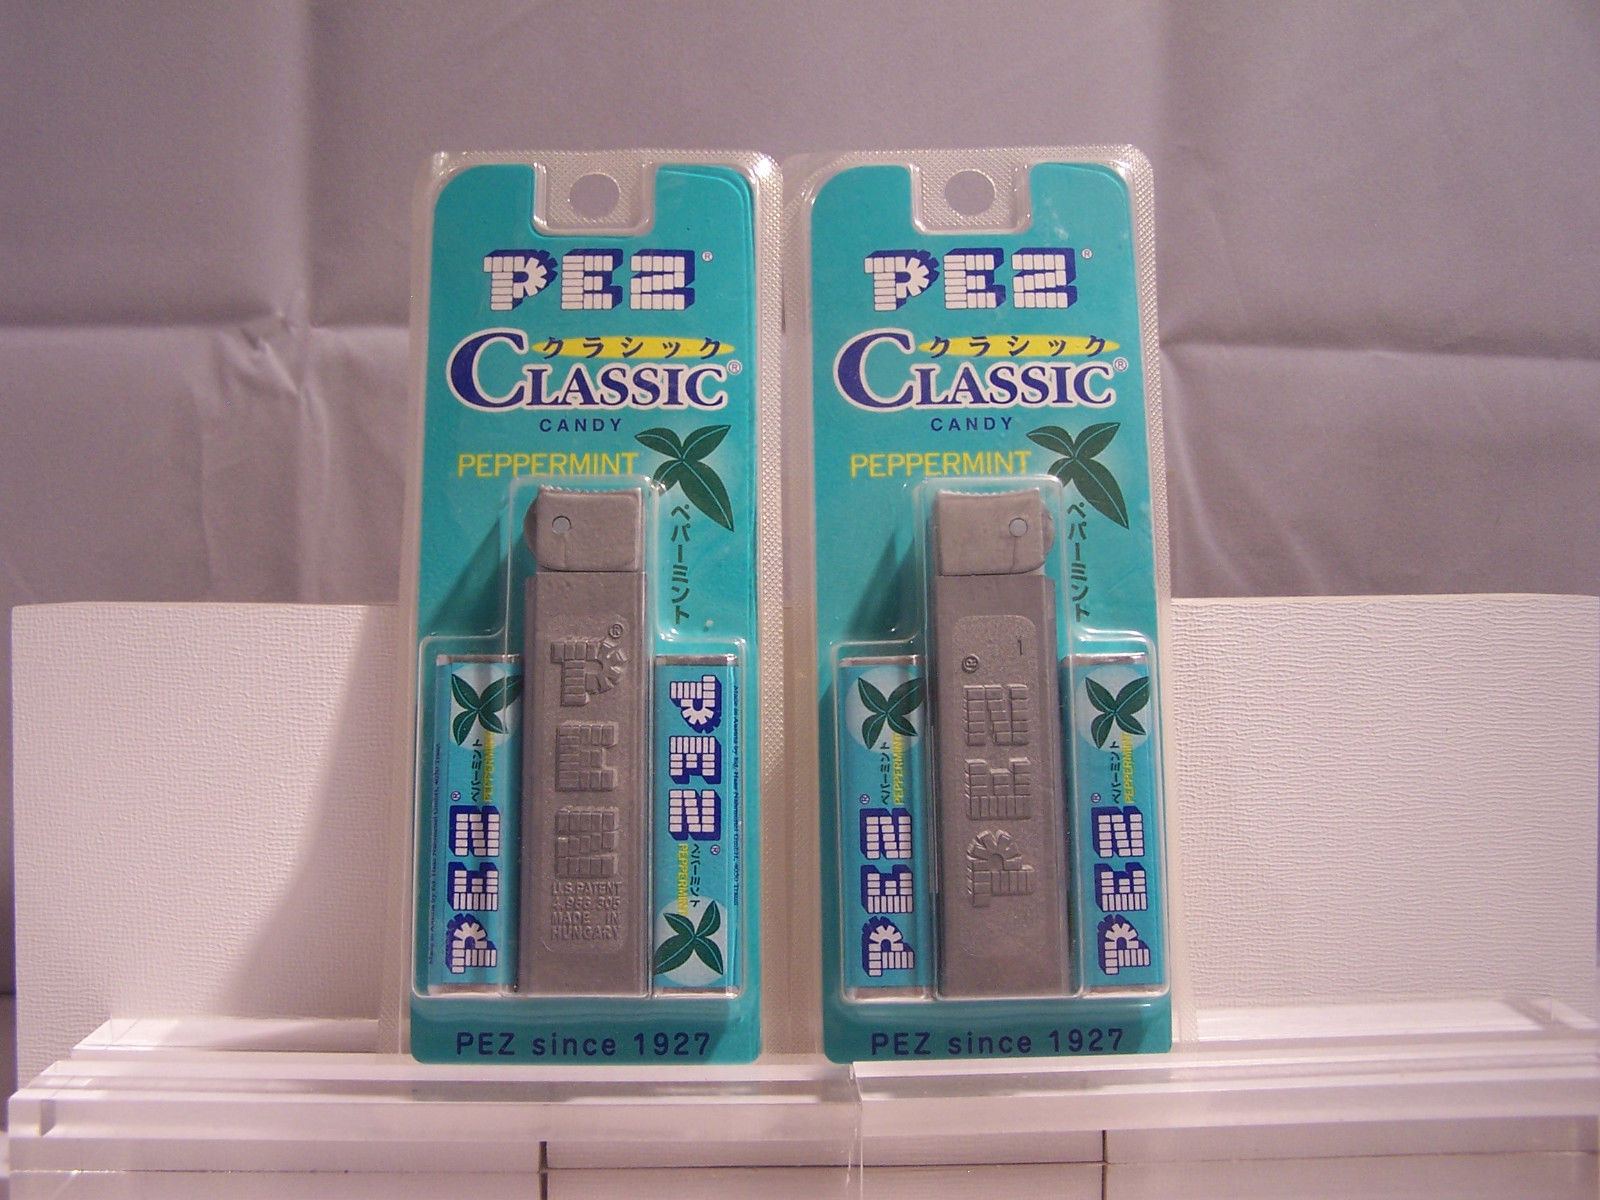 PEZ®
クラシック
CLASSIC®
CANDY
PEPPERMINT
ペパーミント
PEZ®
U.S.PATENT
4.966.305
MADE IN
HUNGARY
PEZ®
ペパーミント
PEPPERMINT
PEZ®
ペパーミント
PEPPERMINT
PEZ since 1927
PEZ®
クラシック
CLASSIC®
CANDY
PEPPERMINT
ペパーミント
1
PEZ®
PEZ®
ペパーミント
PEPPERMINT
PEZ®
ペパーミント
PEPPERMINT
PEZ since 1927